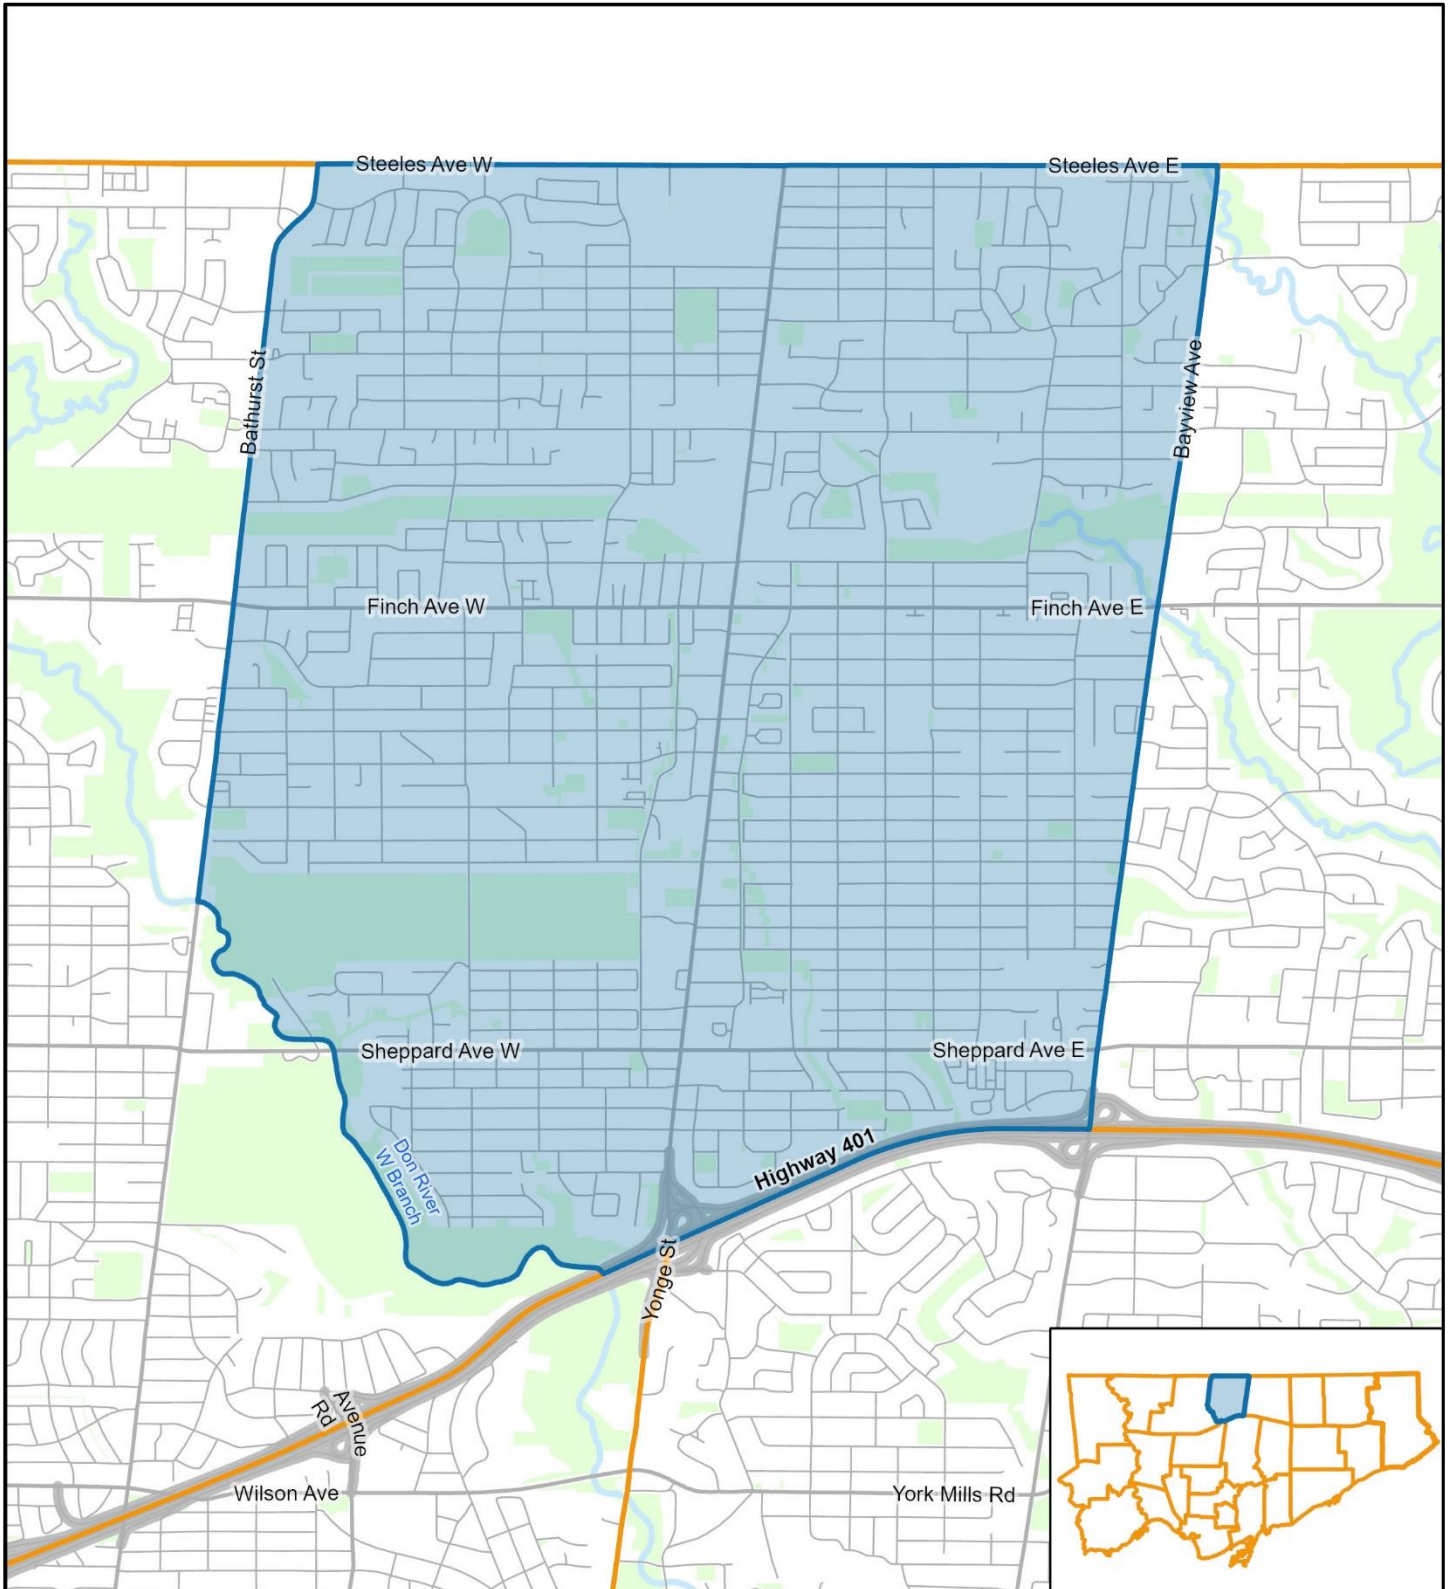 Steeles Ave W
Steeles Ave E
Bathurst St
Bayview Ave
Finch Ave W
Finch Ave E
Sheppard Ave W
Sheppard Ave E
Don River
W Branch
Highway 401
Yonge St
Avenue
Rd
Wilson Ave
York Mills Rd